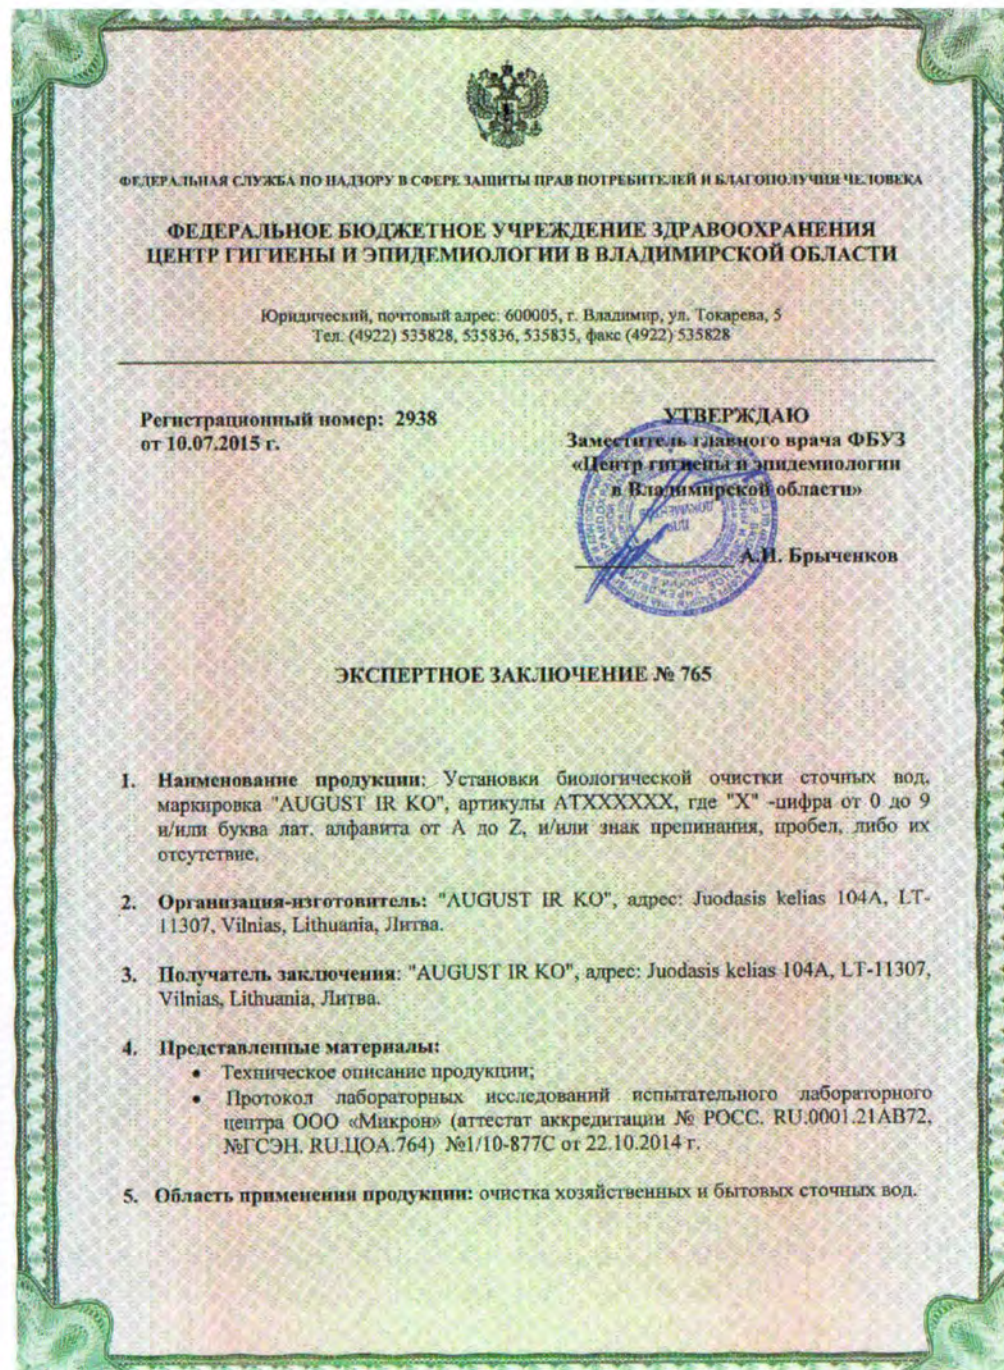 ФЕДЕРАЛЬНАЯ СЛУЖБА ПО НАДЗОРУ В СФЕРЕ ЗАЩИТЫ ПРАВ ПОТРЕБИТЕЛЕЙ И БЛАГОПОЛУЧИЯ ЧЕЛОВЕКА
ФЕДЕРАЛЬНОЕ БЮДЖЕТНОЕ УЧРЕЖДЕНИЕ ЗДРАВООХРАНЕНИЯ
ЦЕНТР ГИГИЕНЫ И ЭПИДЕМИОЛОГИИ В ВЛАДИМИРСКОЙ ОБЛАСТИ
Юридический, почтовый адрес: 600005, г. Владимир, ул. Токарева, 5
Тел. (4922) 535828, 535836, 535835, факс (4922) 535828
Регистрационный номер: 2938
от 10.07.2015 г.
УТВЕРЖДАЮ
Заместитель главного врача ФБУЗ
«Центр гигиены и эпидемиологии
в Владимирской области»
А.И. Брыченков
ЭКСПЕРТНОЕ ЗАКЛЮЧЕНИЕ № 765
1. Наименование продукции: Установки биологической очистки сточных вод,
маркировка "AUGUST IR KO", артикулы ATXXXXXX, где "X" -цифра от 0 до 9
и/или буква лат. алфавита от A до Z, и/или знак препинания, пробел, либо их
отсутствие.
2. Организация-изготовитель: "AUGUST IR KO", адрес: Juodasis kelias 104A, LT-
11307, Vilnias, Lithuania, Литва.
3. Получатель заключения: "AUGUST IR KO", адрес: Juodasis kelias 104A, LT-11307,
Vilnias, Lithuania, Литва.
4. Представленные материалы:
• Техническое описание продукции;
• Протокол лабораторных исследований испытательного лабораторного
центра ООО «Микрон» (аттестат аккредитации № РОСС. RU.0001.21АВ72,
№ГСЭН. RU.ЦОА.764) №1/10-877С от 22.10.2014 г.
5. Область применения продукции: очистка хозяйственных и бытовых сточных вод.